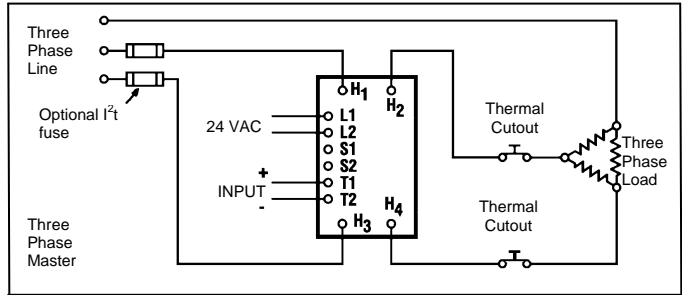 Three
Phase
Line
Optional I²t
fuse
24 VAC
+
INPUT
-
Three
Phase
Master
H₁
H₂
L1
L2
S1
S2
T1
T2
H₃
H₄
Thermal
Cutout
Three
Phase
Load
Thermal
Cutout